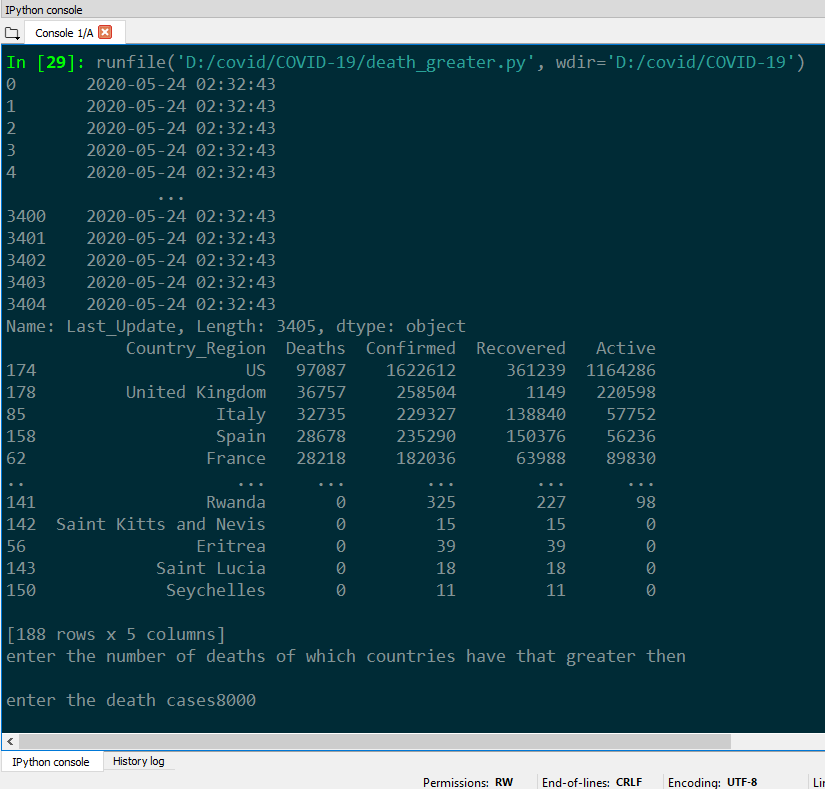 IPython console
Console 1/A
In [29]: runfile('D:/covid/COVID-19/death_greater.py', wdir='D:/covid/COVID-19')
0       2020-05-24 02:32:43
1       2020-05-24 02:32:43
2       2020-05-24 02:32:43
3       2020-05-24 02:32:43
4       2020-05-24 02:32:43
               ...
3400    2020-05-24 02:32:43
3401    2020-05-24 02:32:43
3402    2020-05-24 02:32:43
3403    2020-05-24 02:32:43
3404    2020-05-24 02:32:43
Name: Last_Update, Length: 3405, dtype: object
            Country_Region  Deaths  Confirmed  Recovered   Active
174                     US   97087    1622612     361239  1164286
178         United Kingdom   36757     258504       1149   220598
85                   Italy   32735     229327     138840    57752
158                  Spain   28678     235290     150376    56236
62                  France   28218     182036      63988    89830
..                     ...     ...        ...        ...      ...
141                 Rwanda       0        325        227       98
142  Saint Kitts and Nevis       0         15         15        0
56                 Eritrea       0         39         39        0
143            Saint Lucia       0         18         18        0
150             Seychelles       0         11         11        0
[188 rows x 5 columns]
enter the number of deaths of which countries have that greater then
enter the death cases8000
IPython console History log
Permissions: RW End-of-lines: CRLF Encoding: UTF-8